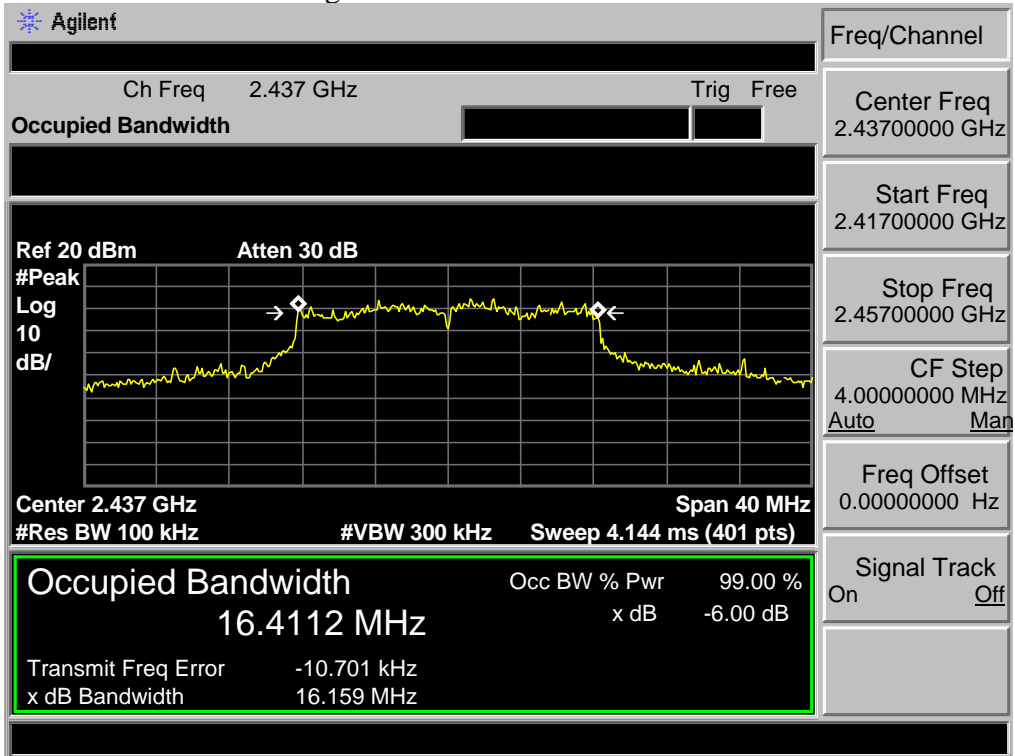 Agilent
Freq/Channel
Ch Freq 2.437 GHz Trig Free
Occupied Bandwidth
Center Freq
2.43700000 GHz
Start Freq
2.41700000 GHz
Stop Freq
2.45700000 GHz
CF Step
4.00000000 MHz
Auto Man
Freq Offset
0.00000000 Hz
Signal Track
On Off
Ref 20 dBm Atten 30 dB
#Peak
Log
10
dB/
Center 2.437 GHz Span 40 MHz
#Res BW 100 kHz #VBW 300 kHz Sweep 4.144 ms (401 pts)
Occupied Bandwidth Occ BW % Pwr 99.00 %
16.4112 MHz x dB -6.00 dB
Transmit Freq Error -10.701 kHz
x dB Bandwidth 16.159 MHz